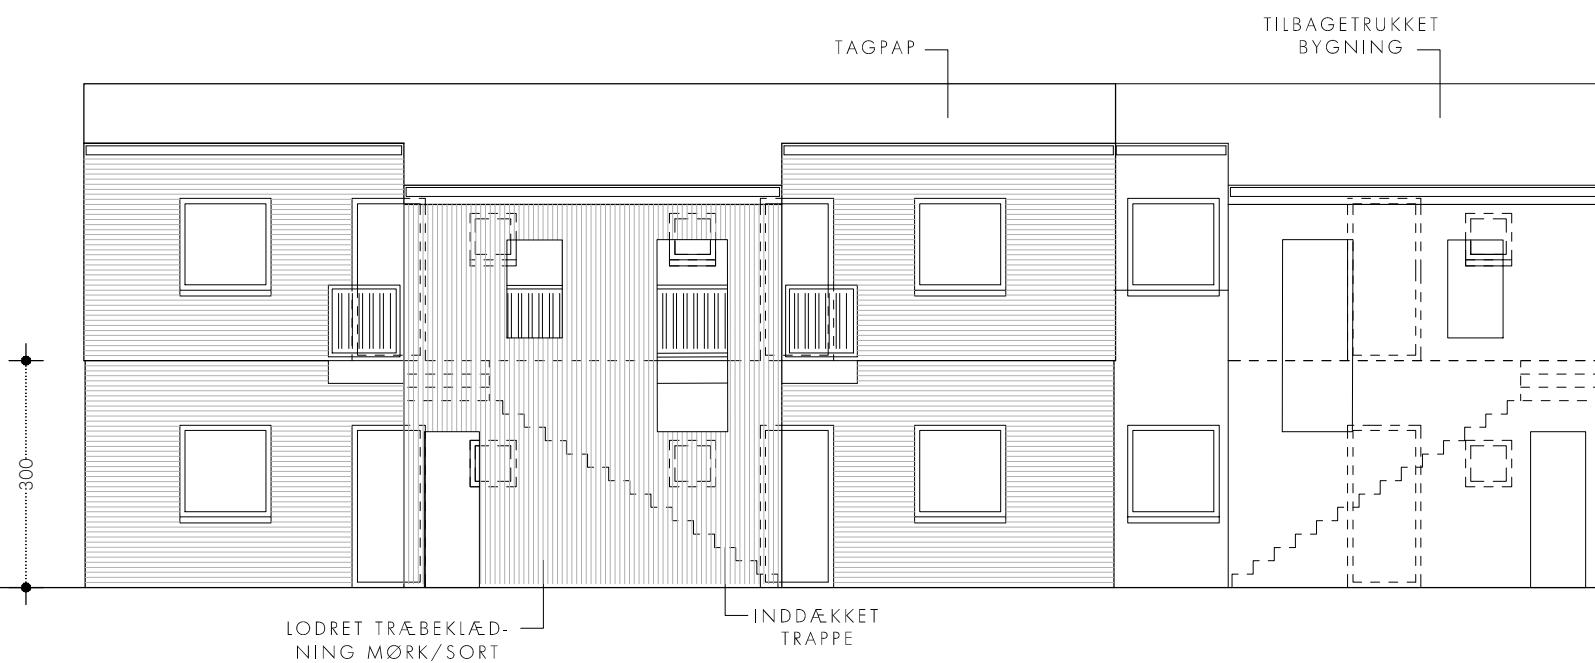 TILBAGETRUKKET
BYGNING
TAGPAP
300
LODRET TRÆBEKLÆD-
NING MØRK/SORT
INDDÆKKET
TRAPPE